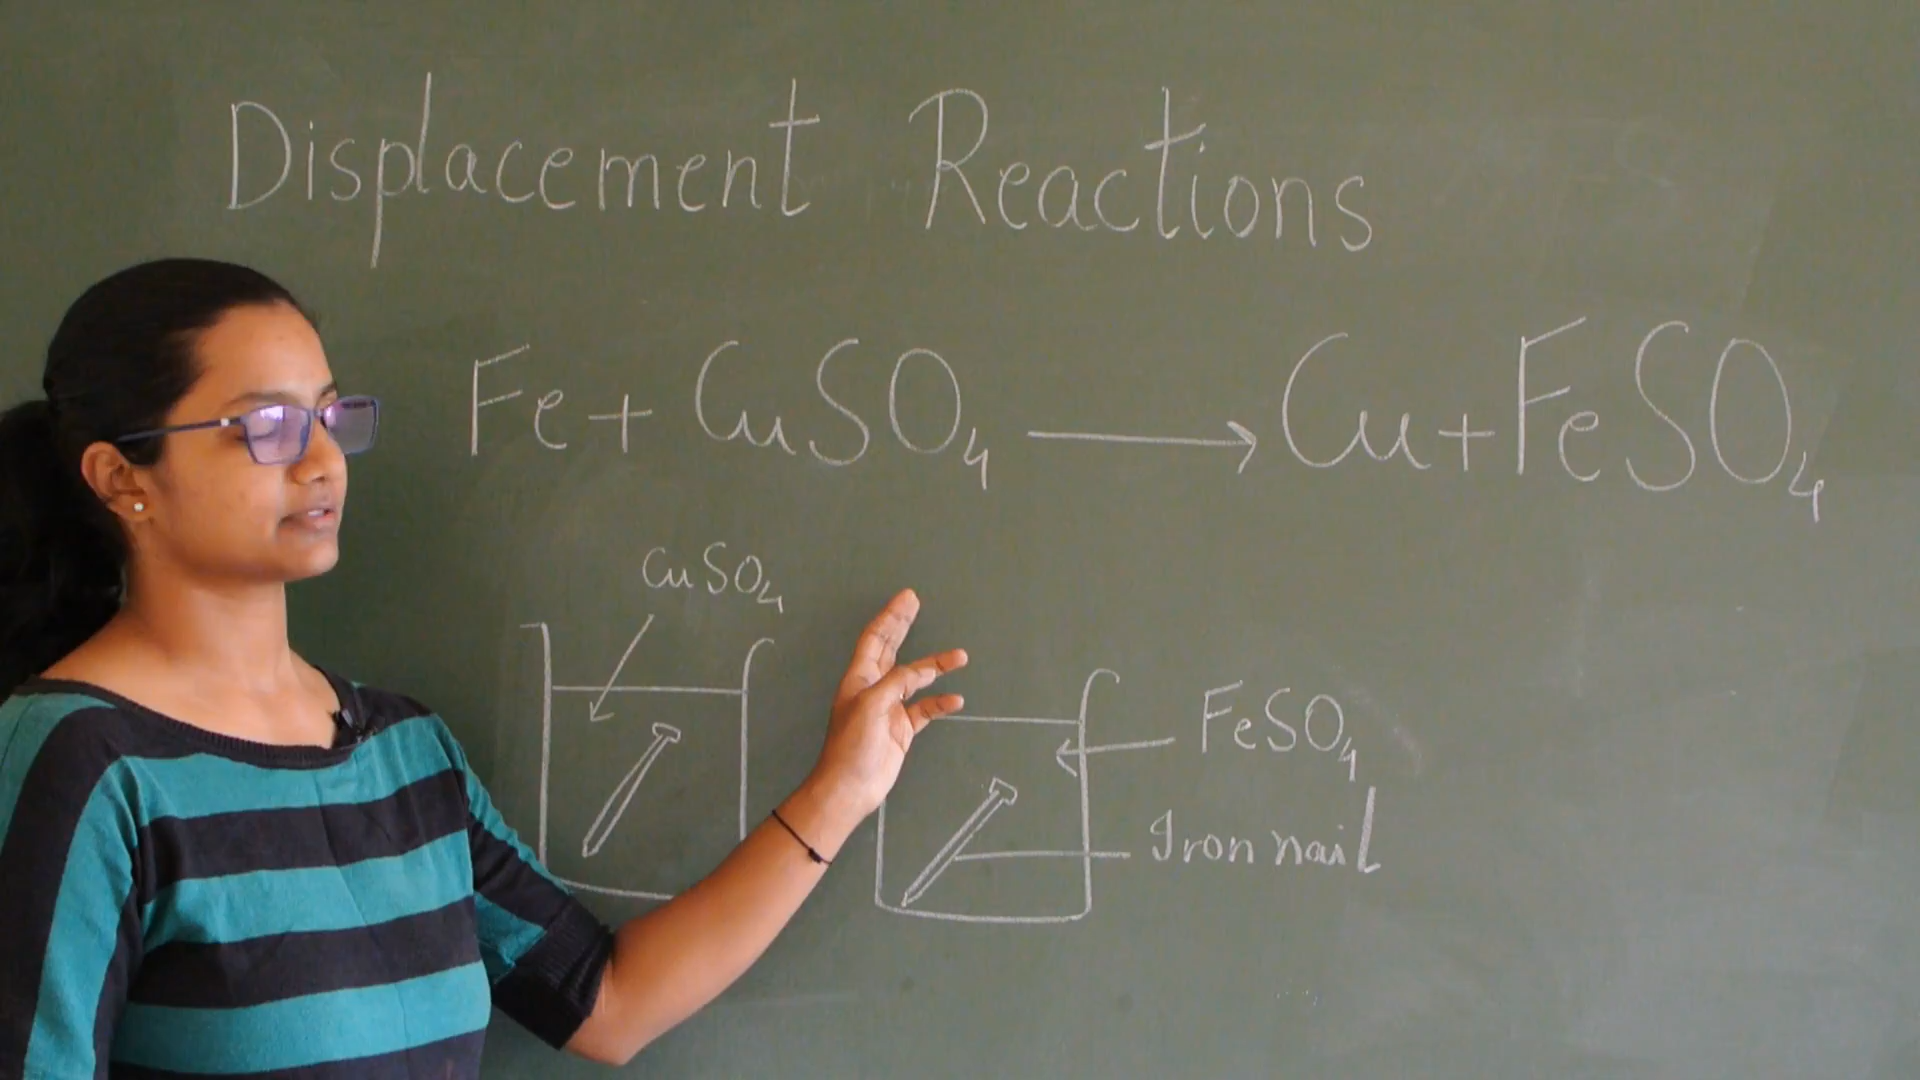 Displacement Reactions
Fe + CuSO4 → Cu + FeSO4
CuSO4
FeSO4
Iron nail